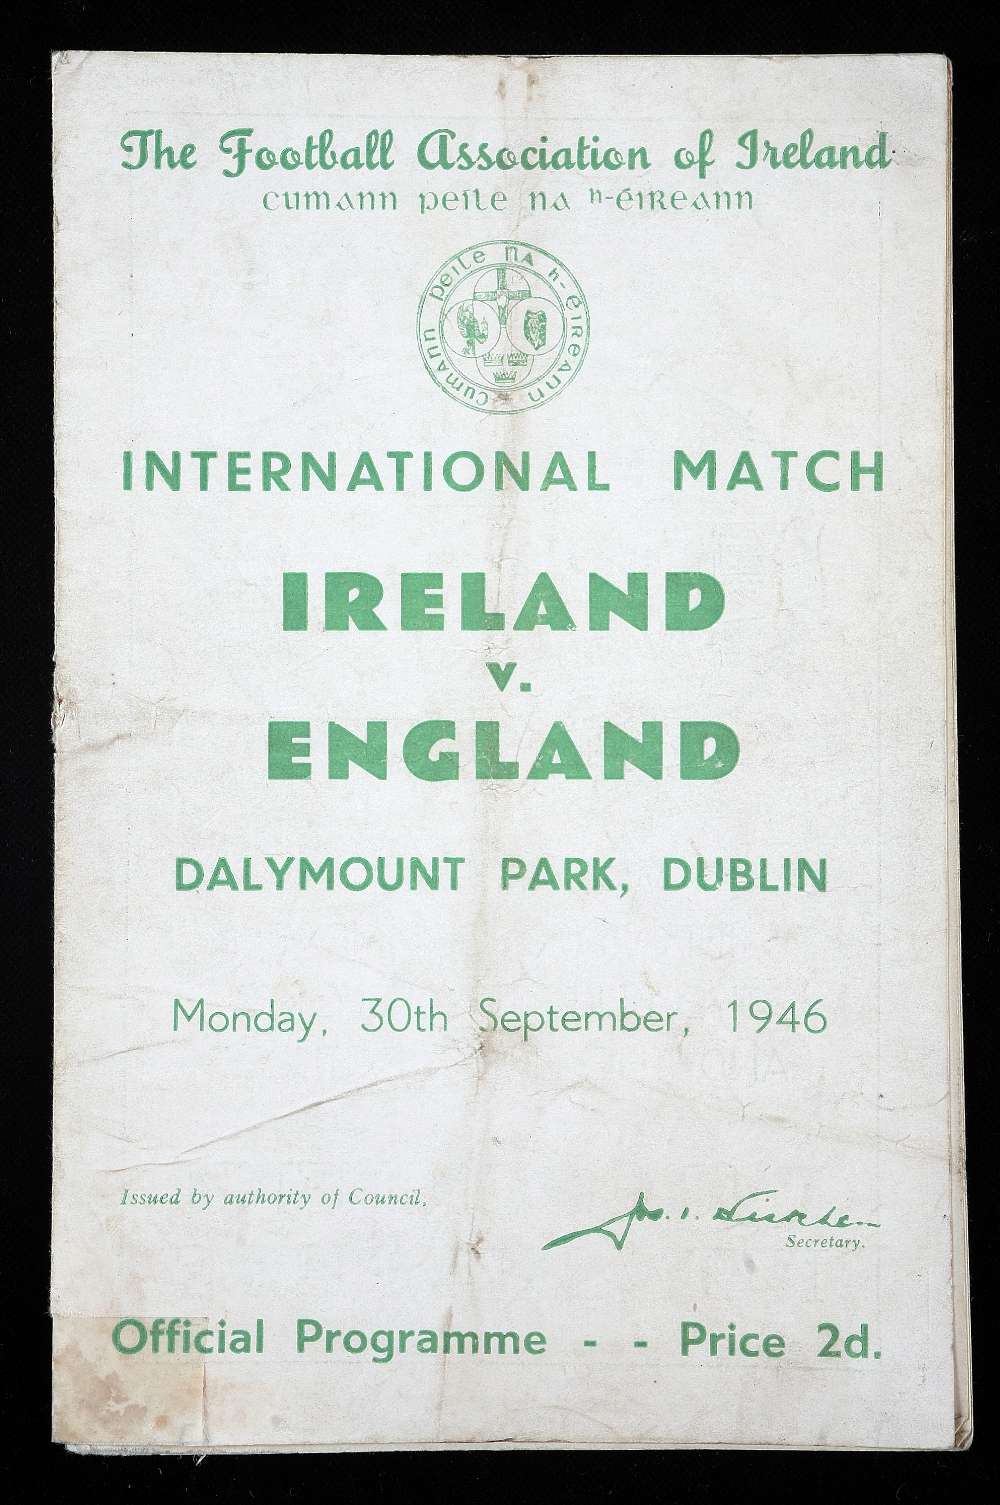 The Football Association of Ireland
cumann peile na h-éireann
cumann peile na h-éireann
INTERNATIONAL MATCH
IRELAND
v.
ENGLAND
DALYMOUNT PARK, DUBLIN
Monday, 30th September, 1946
Issued by authority of Council,
Secretary.
Official Programme - - Price 2d.